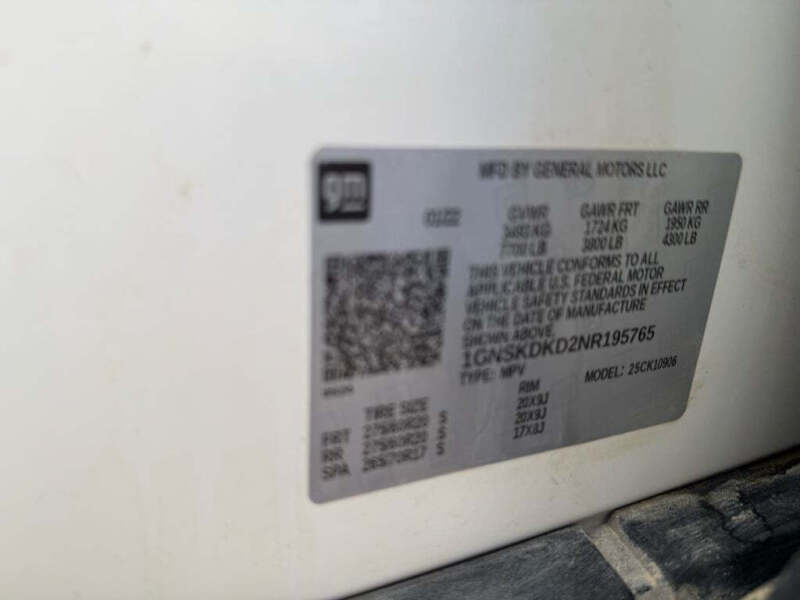 gm
MFD BY GENERAL MOTORS LLC
01/22 GVWR GAWR FRT GAWR RR
3493 KG 1724 KG 1950 KG
7700 LB 3800 LB 4300 LB
THIS VEHICLE CONFORMS TO ALL
APPLICABLE U.S. FEDERAL MOTOR
VEHICLE SAFETY STANDARDS IN EFFECT
ON THE DATE OF MANUFACTURE
SHOWN ABOVE.
1GNSKDKD2NR195765
TYPE: MPV MODEL: 2SCK10906
TIRE SIZE RIM
FRT 275/60R20 S 20X9J
RR 275/60R20 S 20X9J
SPA 265/70R17 S 17X8J